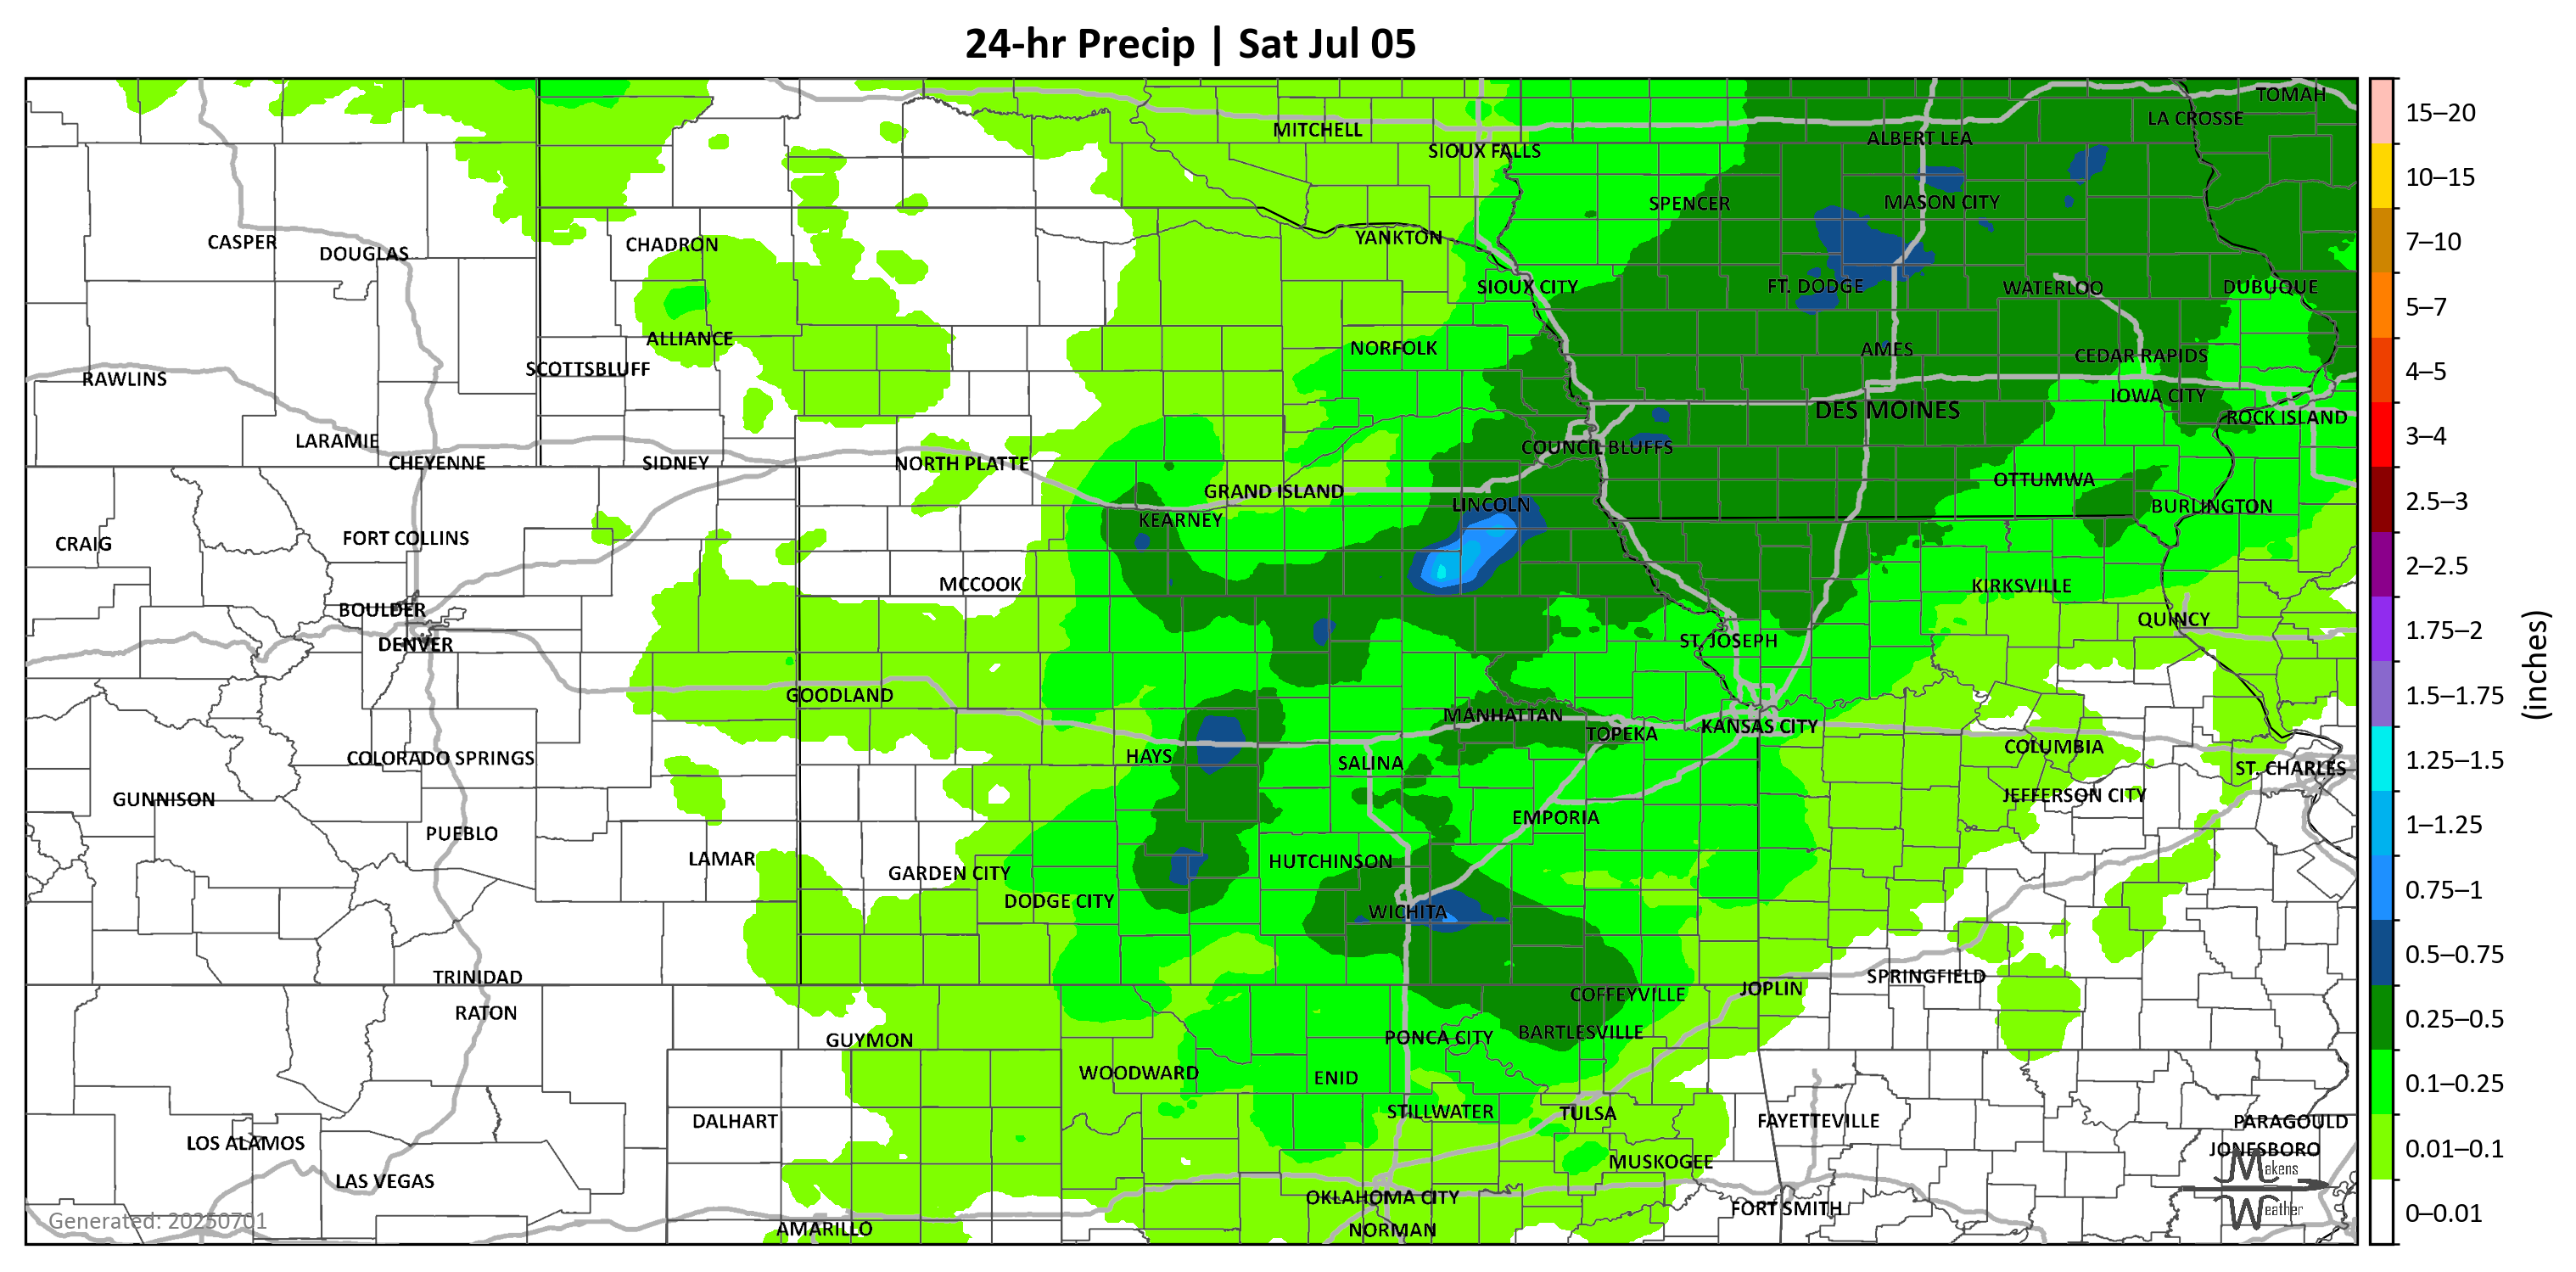 24-hr Precip | Sat Jul 05
TOMAH
LA CROSSE
MITCHELL
ALBERT LEA
SIOUX FALLS
SPENCER
MASON CITY
CASPER
DOUGLAS
CHADRON
YANKTON
SIOUX CITY
FT. DODGE
WATERLOO
DUBUQUE
ALLIANCE
NORFOLK
AMES
CEDAR RAPIDS
SCOTTSBLUFF
RAWLINS
IOWA CITY
DES MOINES
ROCK ISLAND
LARAMIE
COUNCIL BLUFFS
CHEYENNE
SIDNEY
NORTH PLATTE
OTTUMWA
GRAND ISLAND
LINCOLN
BURLINGTON
KEARNEY
CRAIG
FORT COLLINS
MCCOOK
KIRKSVILLE
BOULDER
QUINCY
DENVER
ST. JOSEPH
GOODLAND
MANHATTAN
KANSAS CITY
TOPEKA
COLUMBIA
COLORADO SPRINGS
HAYS
SALINA
ST. CHARLES
GUNNISON
JEFFERSON CITY
EMPORIA
PUEBLO
LAMAR
HUTCHINSON
GARDEN CITY
DODGE CITY
WICHITA
TRINIDAD
SPRINGFIELD
JOPLIN
COFFEYVILLE
RATON
BARTLESVILLE
GUYMON
PONCA CITY
WOODWARD
ENID
STILLWATER
TULSA
DALHART
FAYETTEVILLE
PARAGOULD
LOS ALAMOS
JONESBORO
MUSKOGEE
LAS VEGAS
OKLAHOMA CITY
FORT SMITH
AMARILLO
NORMAN
Generated: 20250701
Makens
Weather
15–20
10–15
7–10
5–7
4–5
3–4
2.5–3
2–2.5
1.75–2
1.5–1.75
1.25–1.5
1–1.25
0.75–1
0.5–0.75
0.25–0.5
0.1–0.25
0.01–0.1
0–0.01
(inches)